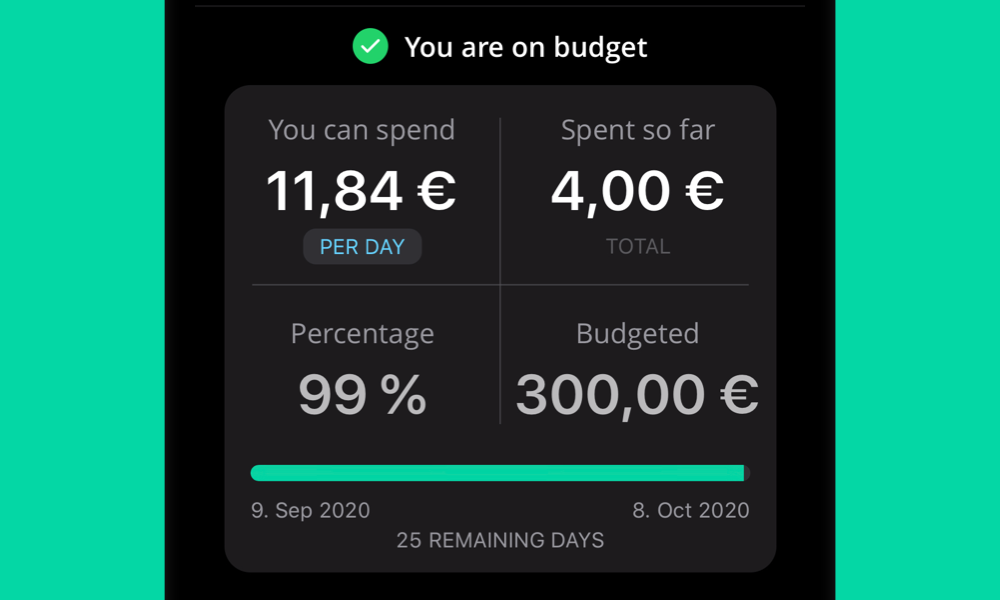 You are on budget
You can spend
11,84 €
PER DAY
Spent so far
4,00 €
TOTAL
Percentage
99 %
Budgeted
300,00 €
9. Sep 2020
8. Oct 2020
25 REMAINING DAYS